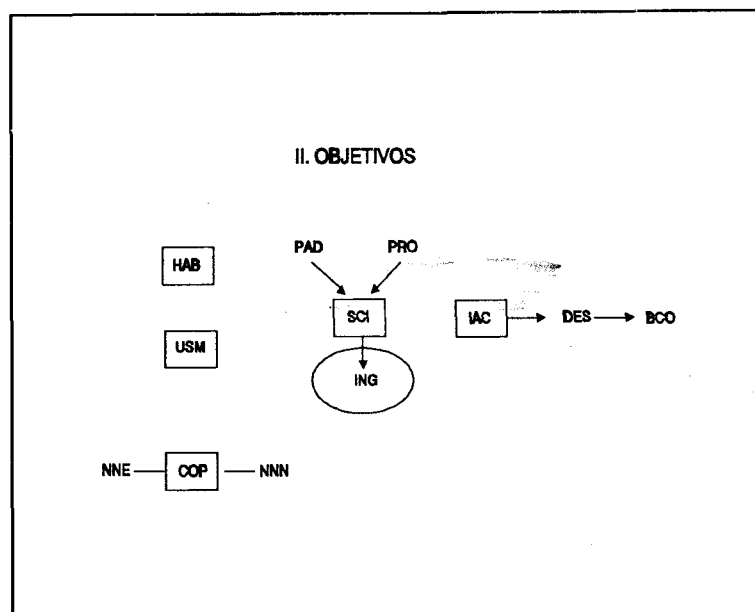 II. OBJETIVOS
PAD PRO
HAB
SCI IAC DES BCO
USM
ING
NNE COP NNN